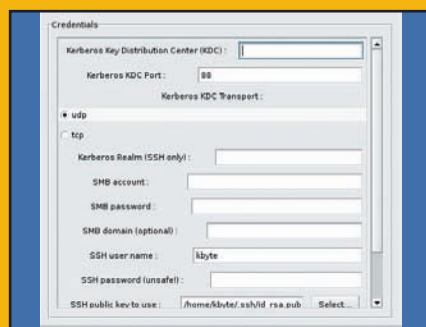 Credentials
Kerberos Key Distribution Center (KDC) :
Kerberos KDC Port : 88
Kerberos KDC Transport :
udp
tcp
Kerberos Realm (SSH only) :
SMB account :
SMB password :
SMB domain (optional) :
SSH user name : kbyte
SSH password (unsafe!) :
SSH public key to use : /home/kbyte/.ssh/id_rsa.pub Select...